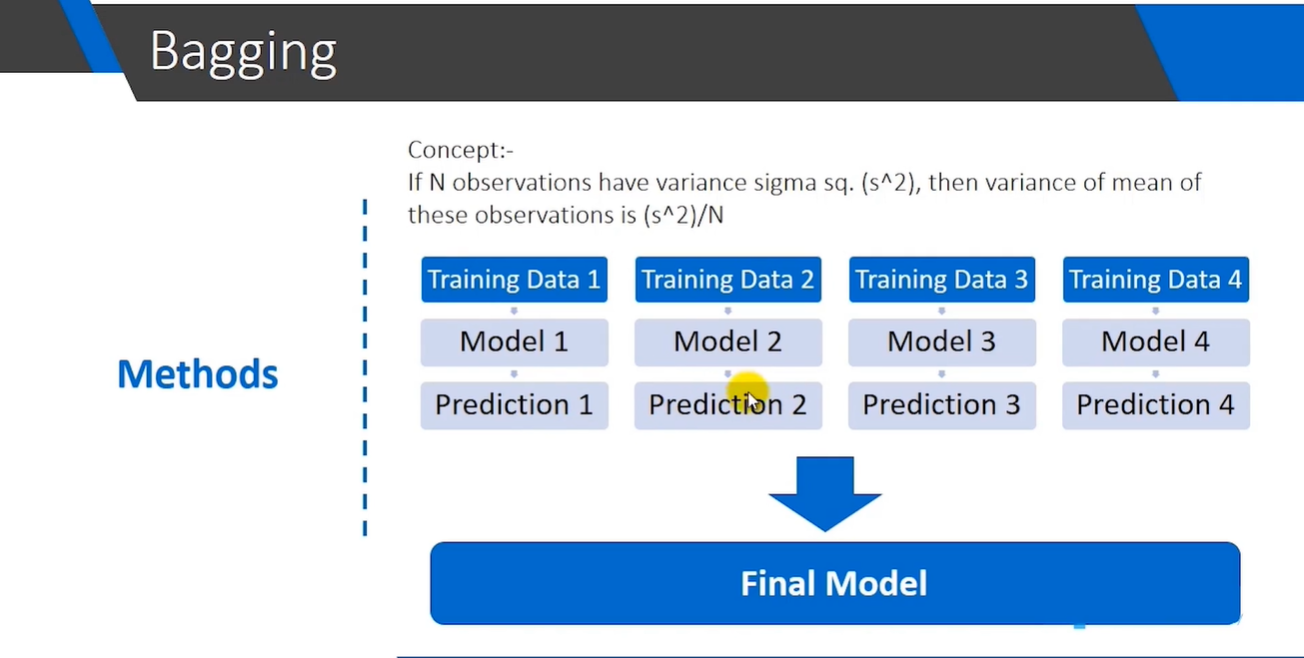 Bagging
Concept:-
If N observations have variance sigma sq. (s^2), then variance of mean of
these observations is (s^2)/N
Methods
Training Data 1
Training Data 2
Training Data 3
Training Data 4
Model 1
Model 2
Model 3
Model 4
Prediction 1
Prediction 2
Prediction 3
Prediction 4
Final Model